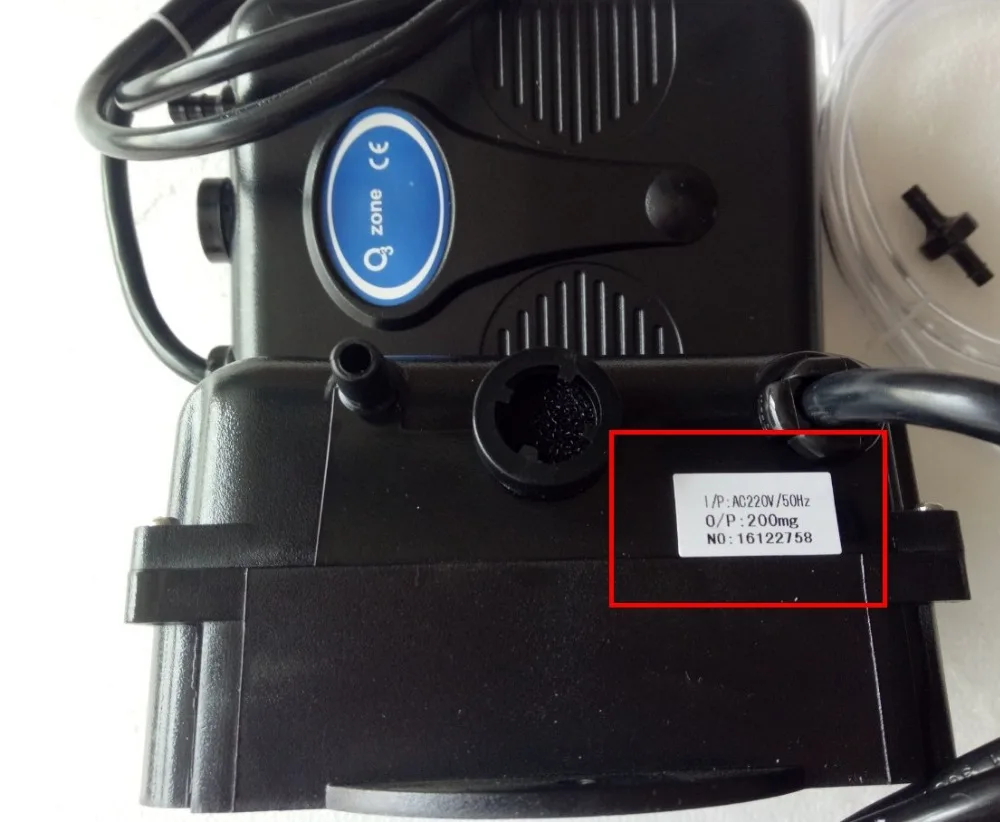 O3 zone CE
I/P:AC220V/50Hz
O/P:200mg
NO:16122758